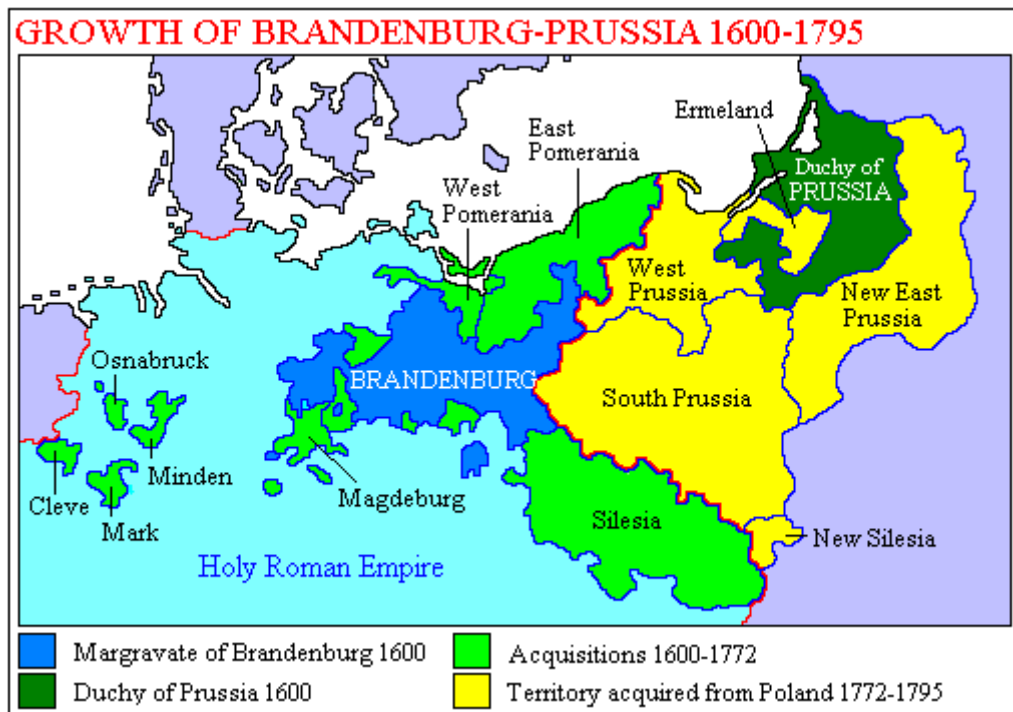 GROWTH OF BRANDENBURG-PRUSSIA 1600-1795
Ermeland
East
Pomerania
West
Pomerania
Duchy of
PRUSSIA
West
Prussia
New East
Prussia
Osnabruck
BRANDENBURG
South Prussia
Minden
Cleve
Mark
Magdeburg
Silesia
New Silesia
Holy Roman Empire
Margravate of Brandenburg 1600
Acquisitions 1600-1772
Duchy of Prussia 1600
Territory acquired from Poland 1772-1795